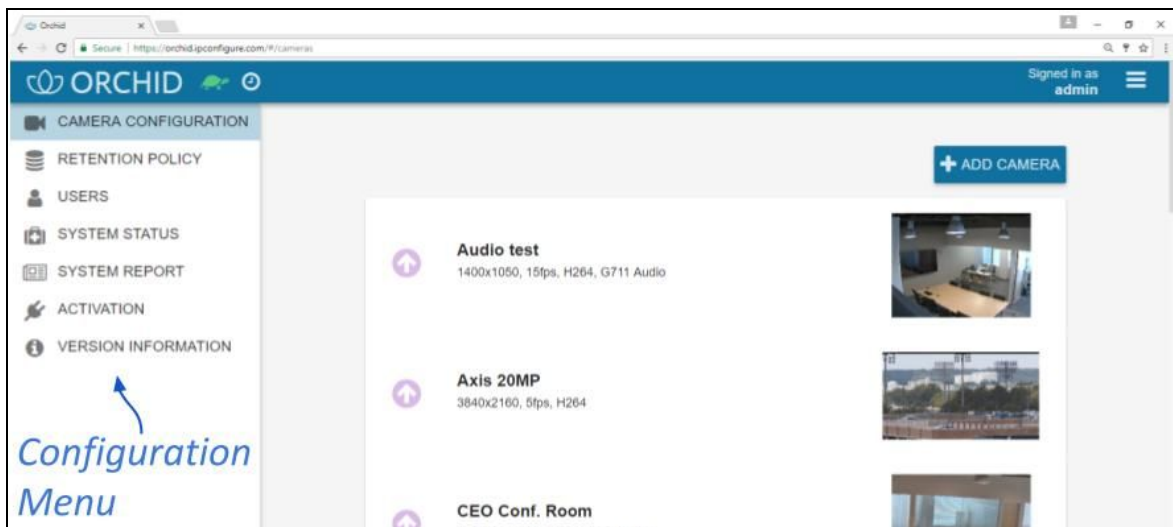 Orchid
Secure | https://orchid.ipconfigure.com/#/cameras
ORCHID
Signed in as
admin
CAMERA CONFIGURATION
RETENTION POLICY
USERS
SYSTEM STATUS
SYSTEM REPORT
ACTIVATION
VERSION INFORMATION
Configuration
Menu
ADD CAMERA
Audio test
1400x1050, 15fps, H264, G711 Audio
Axis 20MP
3840x2160, 5fps, H264
CEO Conf. Room